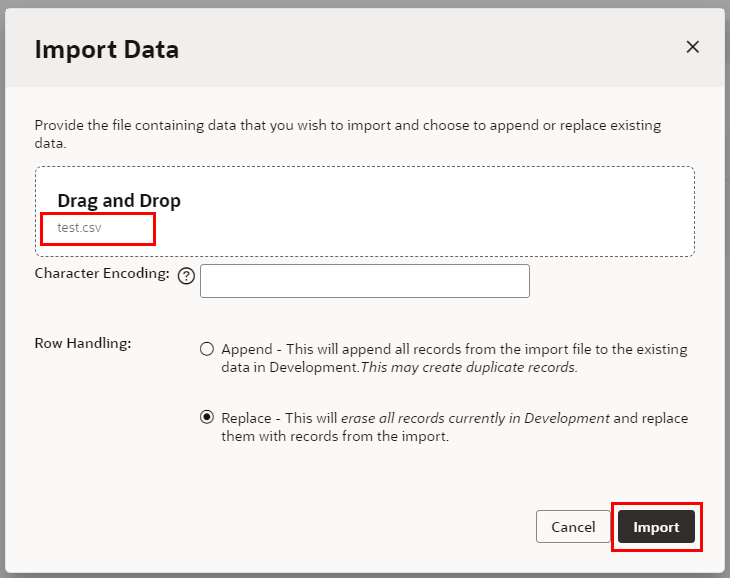 Import Data
Provide the file containing data that you wish to import and choose to append or replace existing
data.
Drag and Drop
test.csv
Character Encoding: ?
Row Handling:
Append - This will append all records from the import file to the existing
data in Development.This may create duplicate records.
Replace - This will erase all records currently in Development and replace
them with records from the import.
Cancel
Import